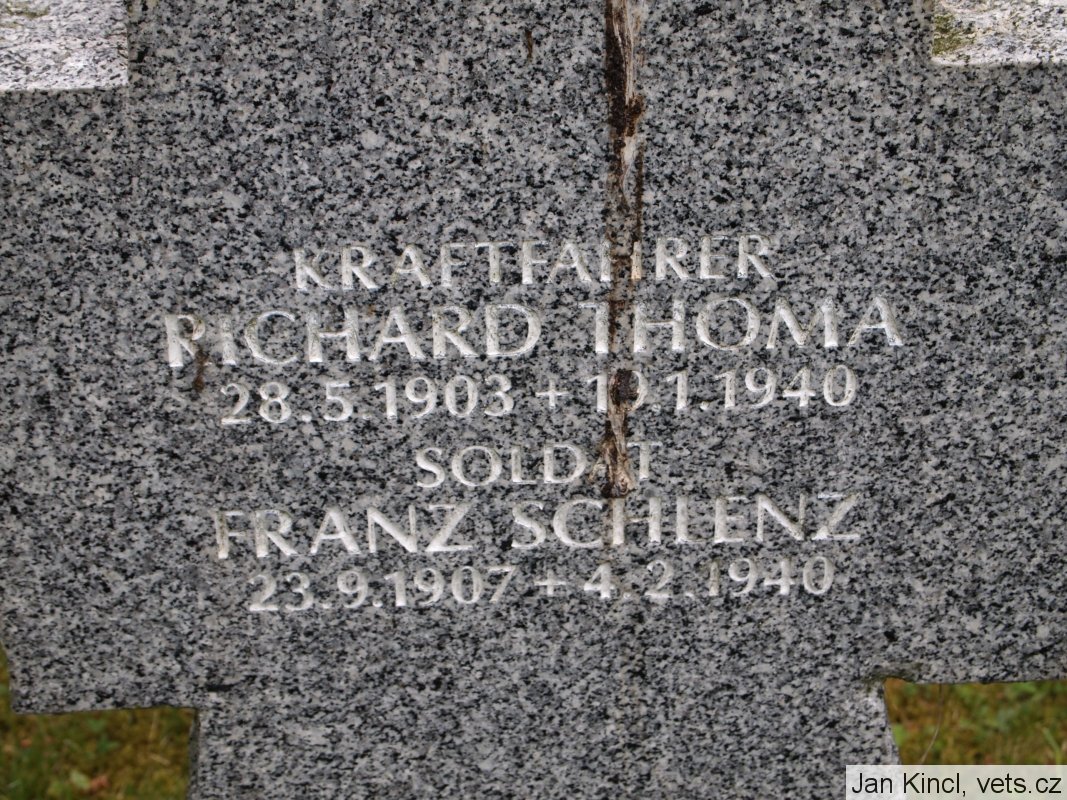 KRAFTFAHRER
RICHARD THOMA
28.5.1903 + 19.1.1940
SOLDAT
FRANZ SCHLENZ
23.9.1907 + 4.2.1940
Jan Kincl, vets.cz